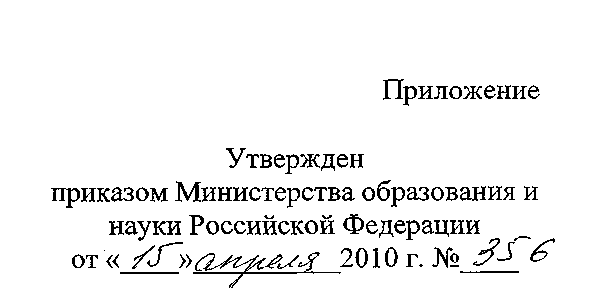 Приложение
Утвержден
приказом Министерства образования и
науки Российской Федерации
от «15» апреля 2010 г. № 356